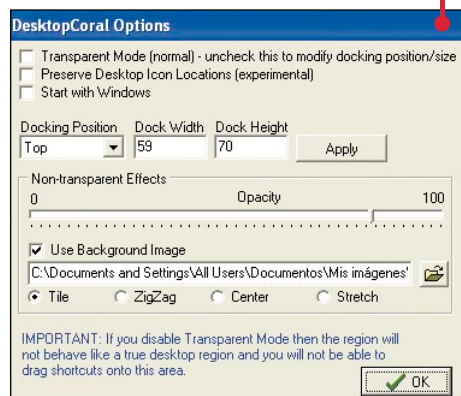 DesktopCoral Options
Transparent Mode (normal) - uncheck this to modify docking position/size
Preserve Desktop Icon Locations (experimental)
Start with Windows
Docking Position Dock Width Dock Height
Top 59 70 Apply
Non-transparent Effects
0 Opacity 100
Use Background Image
C:\Documents and Settings\All Users\Documentos\Mis imágenes'
Tile ZigZag Center Stretch
IMPORTANT: If you disable Transparent Mode then the region will
not behave like a true desktop region and you will not be able to
drag shortcuts onto this area.
OK